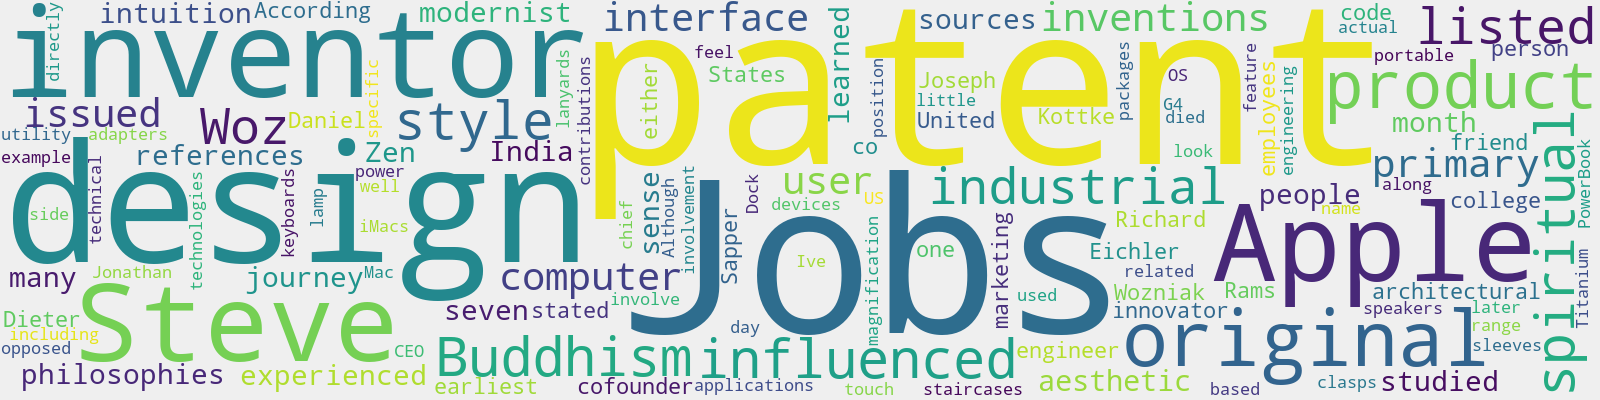 inventor
patent
design
Jobs
Steve
Apple
original
product
industrial
spiritual
Buddhism
influenced
style
Woz
computer
user
interface
inventions
listed
primary
issued
intuition
According
modernist
sources
code
actual
portable
person
directly
feel
States
either
learned
Joseph
little
United
position
Kottke
packages
OS
G4
died
look
feature
employees
engineering
month
friend
utility
adapters
Daniel
specific
lanyards
contributions
example
references
Zen
India
power
well
co
technical
technologies
keyboards
lamp
iMacs
side
chief
sense
Although
involvement
Sapper
Dock
devices
US
magnification
Ive
one
marketing
Richard
Eichler
related
Wozniak
innovator
Rams
people
name
along
college
PowerBook
Titanium
many
Jonathan
journey
Mac
seven
stated
involve
day
used
architectural
speakers
later
range
sleeves
Dieter
including
opposed
CEO
philosophies
experienced
earliest
cofounder
applications
touch
staircases
engineer
aesthetic
based
clasps
studied